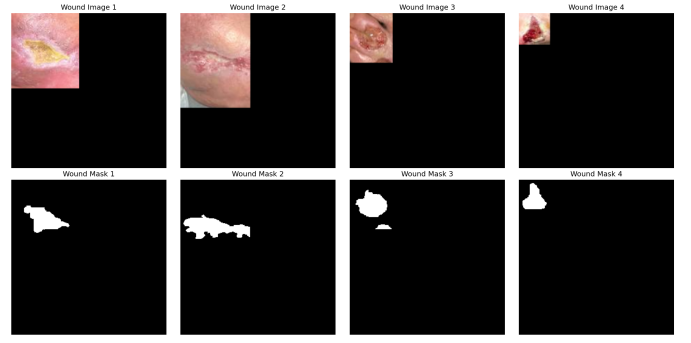 Wound Image 1
Wound Image 2
Wound Image 3
Wound Image 4
Wound Mask 1
Wound Mask 2
Wound Mask 3
Wound Mask 4